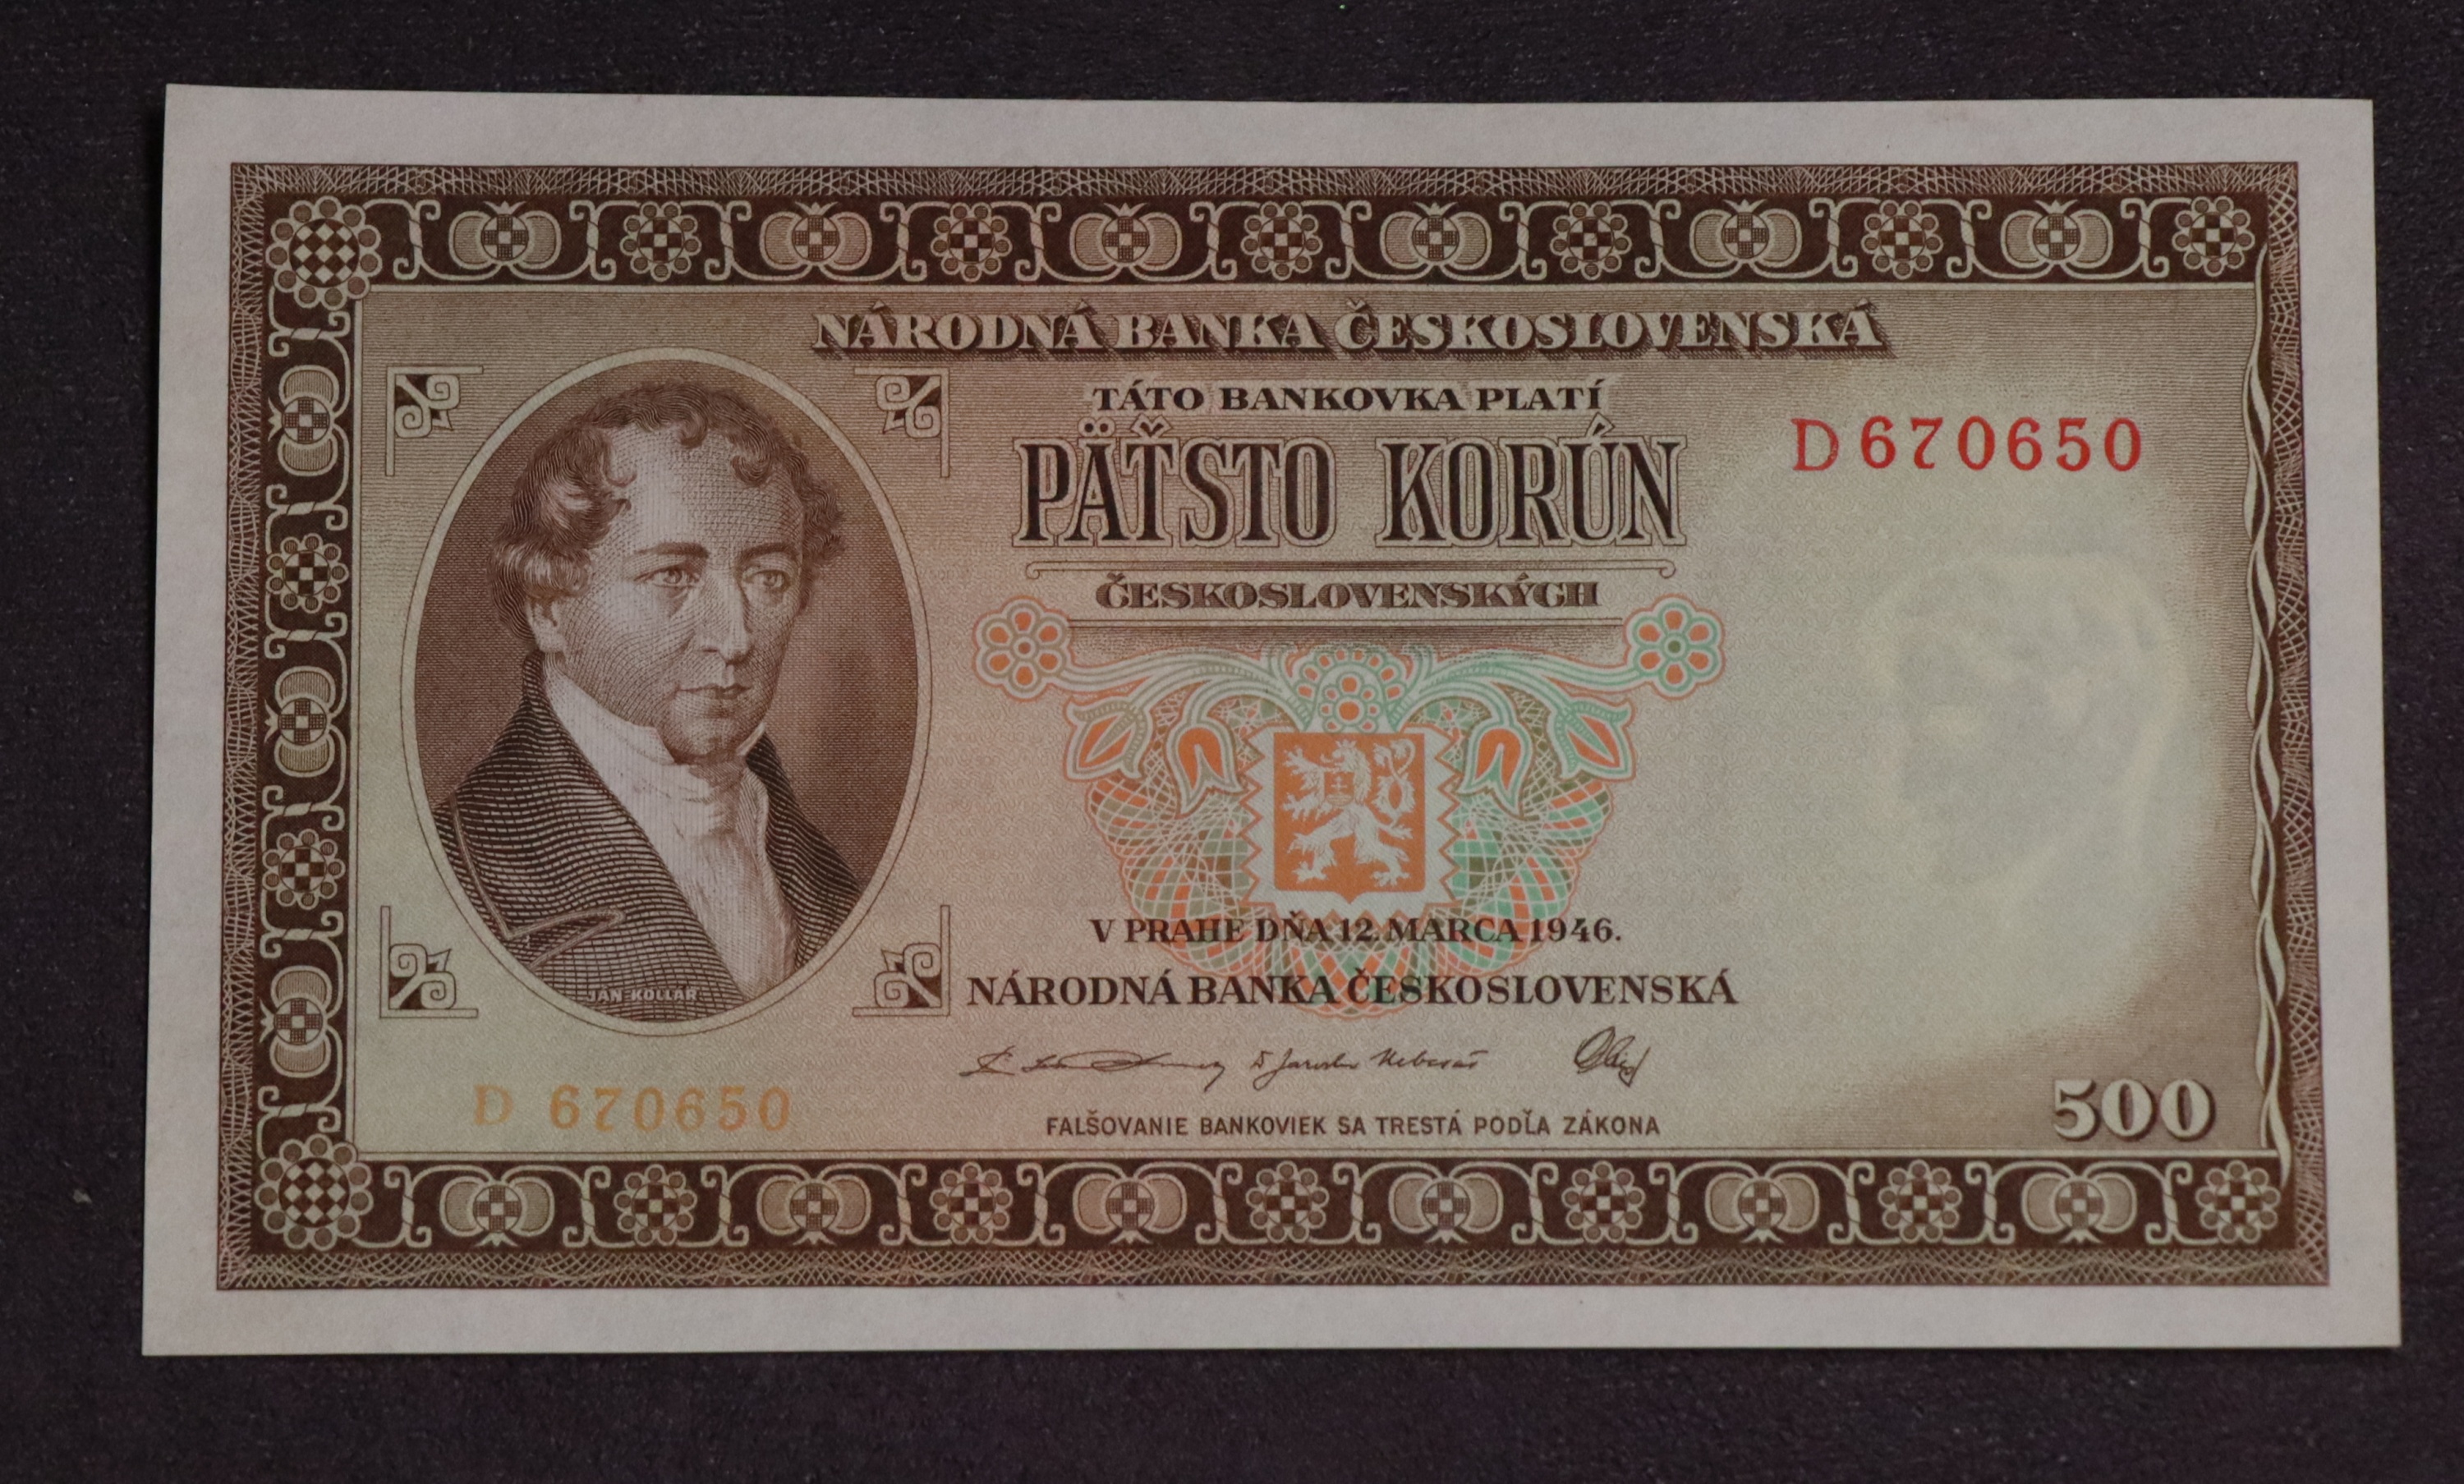 NÁRODNÁ BANKA ČESKOSLOVENSKÁ
TÁTO BANKOVKA PLATÍ
PÄŤSTO KORÚN
ČESKOSLOVENSKÝCH
D 670650
V PRAHE DŇA 12. MARCA 1946.
NÁRODNÁ BANKA ČESKOSLOVENSKÁ
JÁN KOLLÁR
D 670650
FALŠOVANIE BANKOVIEK SA TRESTÁ PODĽA ZÁKONA
500